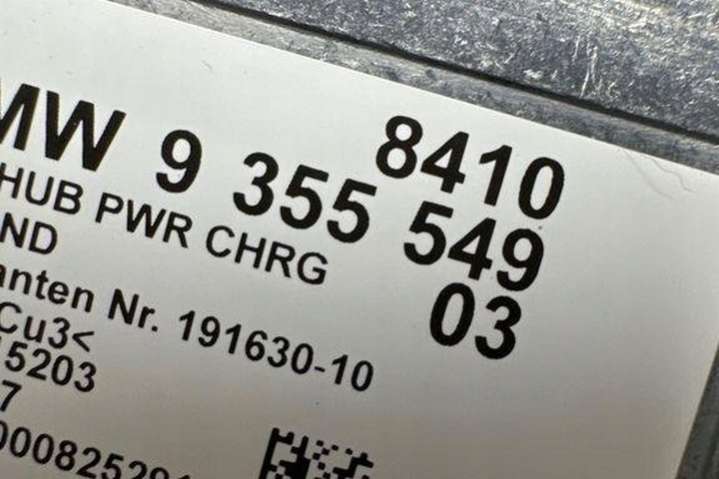 8410
MW 9 355 549
HUB PWR CHRG 03
ND
anten Nr. 191630-10
Cu3<
15203
7